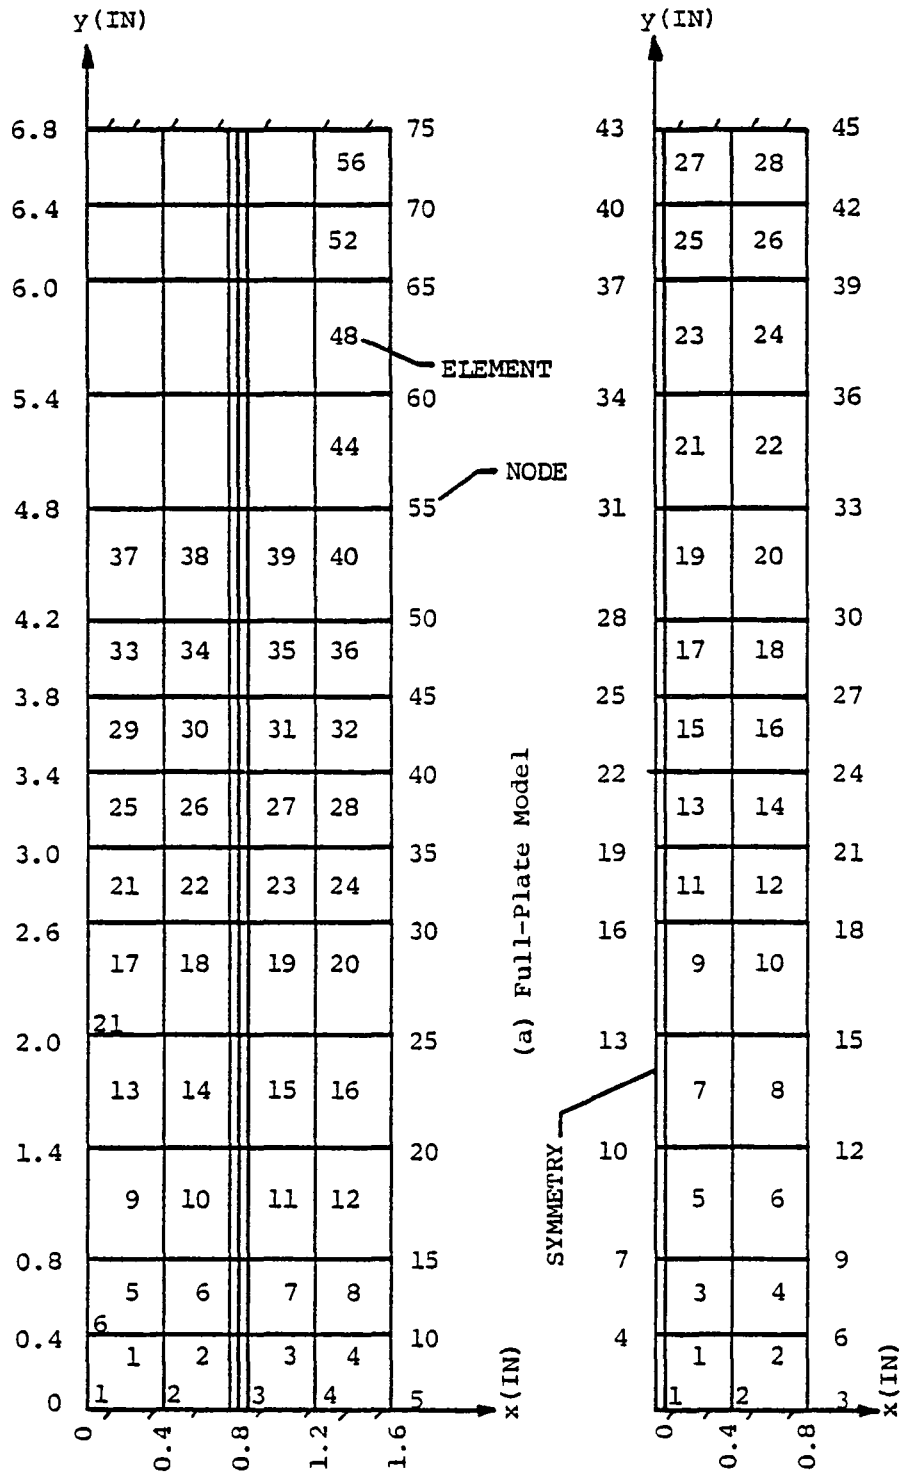 y(IN)
y(IN)
6.8 75 43 45
56 27 28
6.4 70 40 42
52 25 26
6.0 65 37 39
48 23 24
ELEMENT
5.4 60 34 36
44 21 22
NODE
4.8 55 31 33
37 38 39 40 19 20
4.2 50 28 30
33 34 35 36 17 18
3.8 45 25 27
29 30 31 32 15 16
3.4 40 22 24
25 26 27 28 13 14
3.0 35 19 21
21 22 23 24 11 12
2.6 30 16 18
17 18 19 20 9 10
21
2.0 25 13 15
(a) Full-Plate Model
13 14 15 16 7 8
1.4 20 10 12
SYMMETRY
9 10 11 12 5 6
0.8 15 7 9
5 6 7 8 3 4
6
0.4 10 4 6
1 2 3 4 1 2
0 1 2 3 4 5 x(IN) 1 2 3 x(IN)
0 0.4 0.8 1.2 1.6 0 0.4 0.8